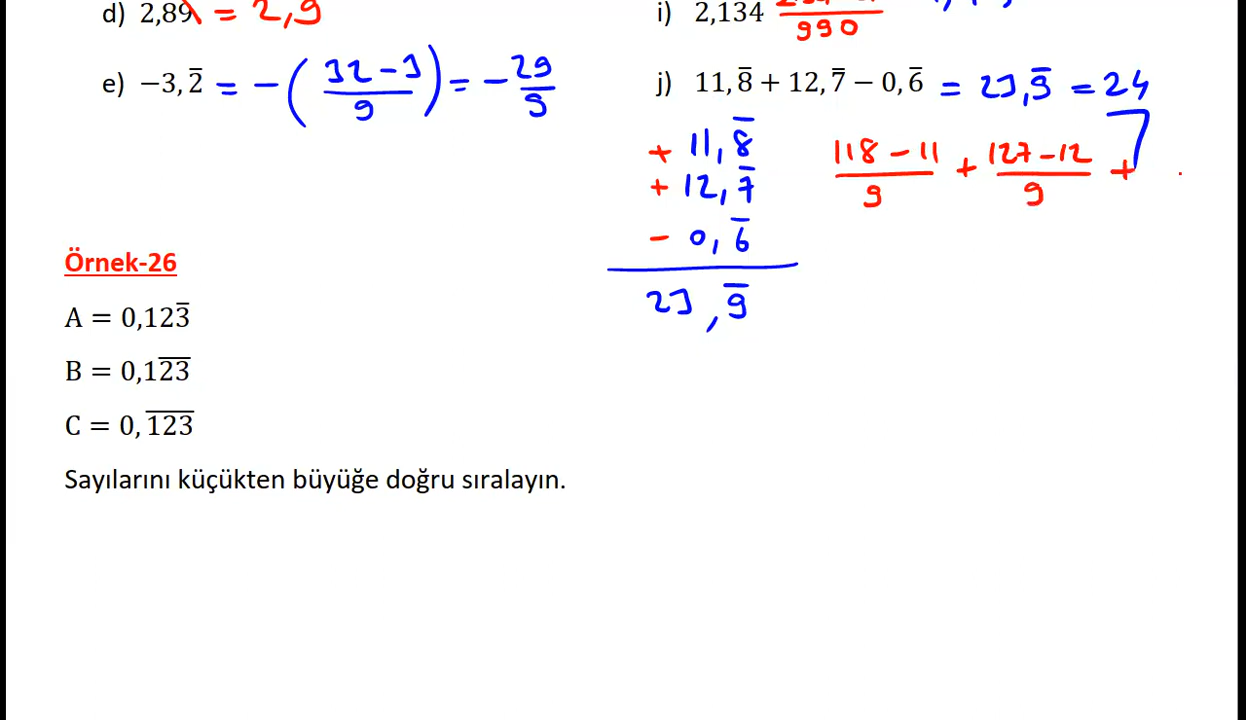 d) 2,89 = 2,9
e) −3,2̅ = −(32−3/9) = −29/9
i) 2,134 990
j) 11,8̅ + 12,7̅ − 0,6̅ = 23,9̅ = 24
+ 11,8̅
+ 12,7̅
− 0,6̅
23,9̅
118−11/9 + 127−12/9 +
Örnek-26
A = 0,123̅
B = 0,12̅3̅
C = 0,1̅2̅3̅
Sayılarını küçükten büyüğe doğru sıralayın.